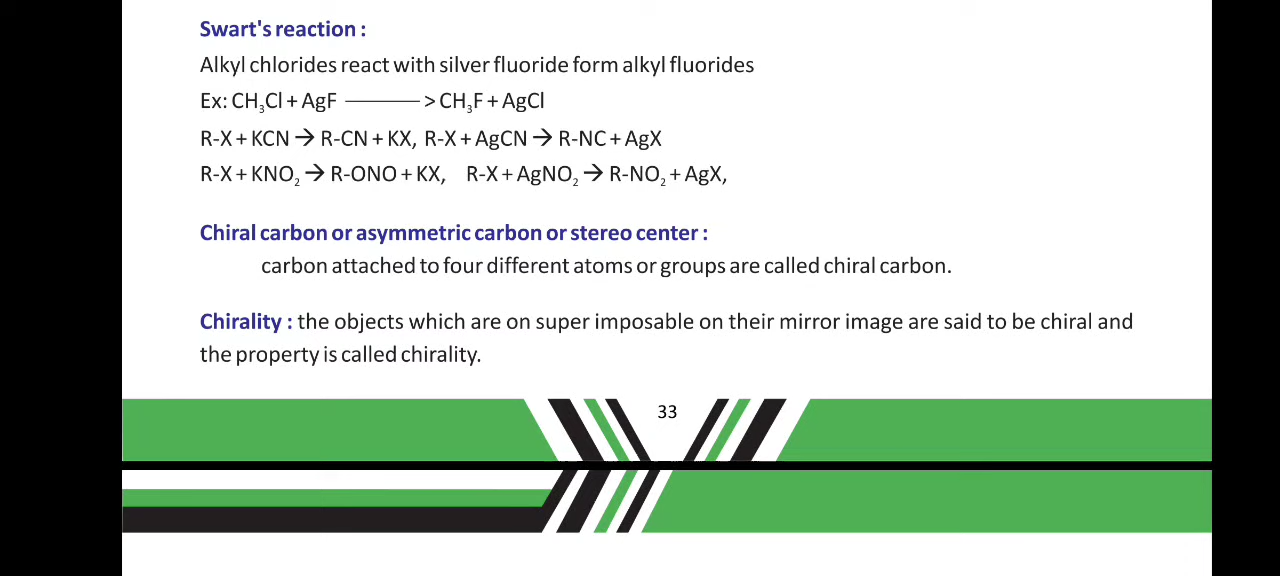 Swart's reaction :
Alkyl chlorides react with silver fluoride form alkyl fluorides
Ex: CH₃Cl + AgF ———> CH₃F + AgCl
R-X + KCN → R-CN + KX, R-X + AgCN → R-NC + AgX
R-X + KNO₂ → R-ONO + KX, R-X + AgNO₂ → R-NO₂ + AgX,
Chiral carbon or asymmetric carbon or stereo center :
carbon attached to four different atoms or groups are called chiral carbon.
Chirality : the objects which are on super imposable on their mirror image are said to be chiral and
the property is called chirality.
33